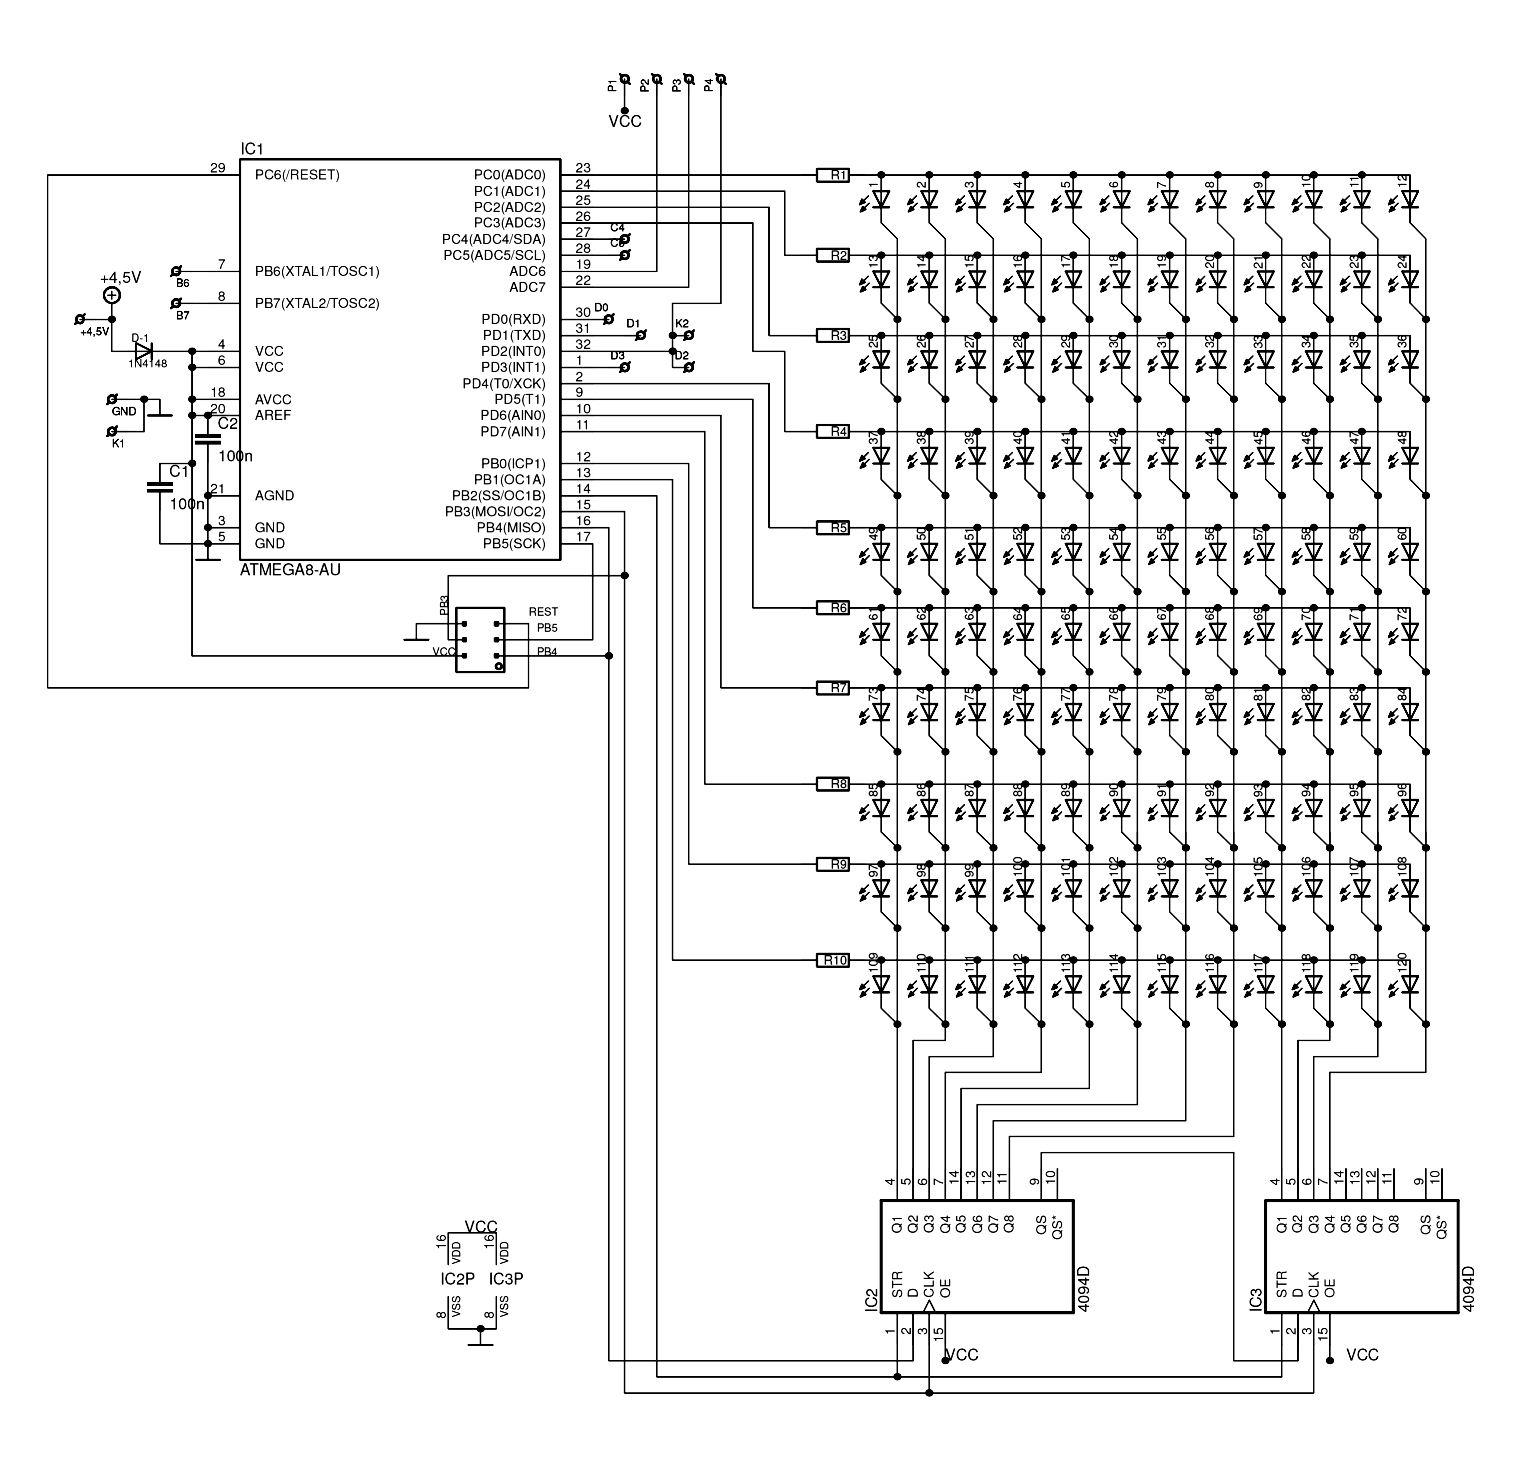 P1 P2 P3 P4
VCC
IC1
29 PC6(/RESET) PC0(ADC0) 23
PC1(ADC1) 24
PC2(ADC2) 25
PC3(ADC3) 26
PC4(ADC4/SDA) 27 C4
PC5(ADC5/SCL) 28
7 PB6(XTAL1/TOSC1) ADC6 19
B6
ADC7 22
8 PB7(XTAL2/TOSC2)
B7
PD0(RXD) 30 D0
PD1(TXD) 31 D1 K2
PD2(INT0) 32
PD3(INT1) 1 D3 D2
PD4(T0/XCK) 2
PD5(T1) 9
PD6(AIN0) 10
PD7(AIN1) 11
PB0(ICP1) 12
PB1(OC1A) 13
PB2(SS/OC1B) 14
PB3(MOSI/OC2) 15
PB4(MISO) 16
PB5(SCK) 17
+4,5V
+4,5V
D-1
1N4148
4 VCC
6 VCC
18 AVCC
20 AREF
GND
K1
C2
100n
C1
100n
21 AGND
3 GND
5 GND
ATMEGA8-AU
PB3
REST
PB5
VCC
PB4
R1 1 2 3 4 5 6 7 8 9 10 11 12
R2 13 14 15 16 17 18 19 20 21 22 23 24
R3 25 26 27 28 29 30 31 32 33 34 35 36
R4 37 38 39 40 41 42 43 44 45 46 47 48
R5 49 50 51 52 53 54 55 56 57 58 59 60
R6 61 62 63 64 65 66 67 68 69 70 71 72
R7 73 74 75 76 77 78 79 80 81 82 83 84
R8 85 86 87 88 89 90 91 92 93 94 95 96
R9 97 98 99 100 101 102 103 104 105 106 107 108
R10 109 110 111 112 113 114 115 116 117 118 119 120
4 5 6 7 14 13 12 11 9 10
Q1 Q2 Q3 Q4 Q5 Q6 Q7 Q8 QS QS*
STR D CLK OE
IC2
4094D
1 2 3 15
VCC
4 5 6 7 14 13 12 11 9 10
Q1 Q2 Q3 Q4 Q5 Q6 Q7 Q8 QS QS*
STR D CLK OE
IC3
4094D
1 2 3 15
VCC
VCC
16 VDD 16 VDD
IC2P IC3P
8 VSS 8 VSS